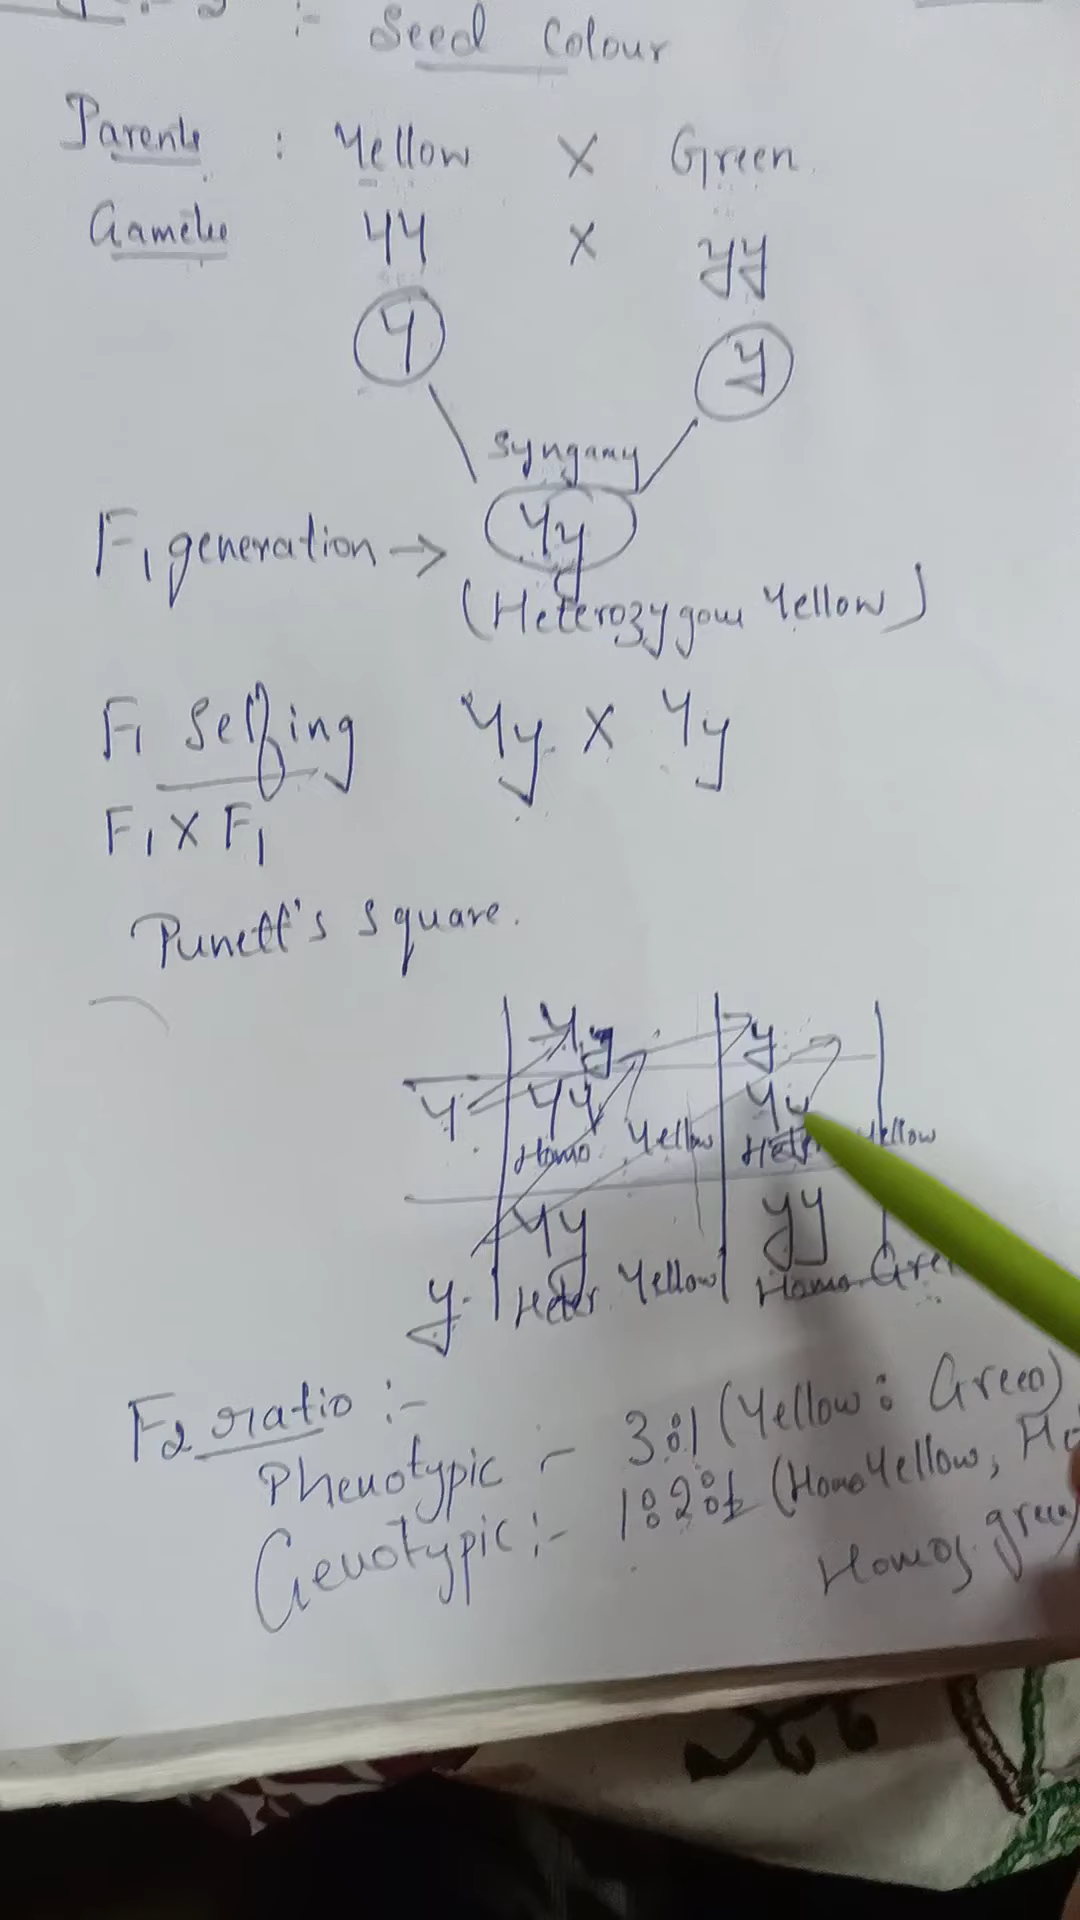 :- Seed Colour
Parents : Yellow X Green
Gametes YY X yy
Y y
Syngamy
F1 generation → Yy
(Heterozygous Yellow)
F1 Selfing Yy X Yy
F1 X F1
Punett's square.
Y y
Y YY Yy
Homo Yellow Yellow
y Yy yy
Heter Yellow Homo
F2 ratio :-
Phenotypic :- 3:1 (Yellow : Green)
Genotypic :- 1:2:1 (Homo Yellow,
Homoz green)